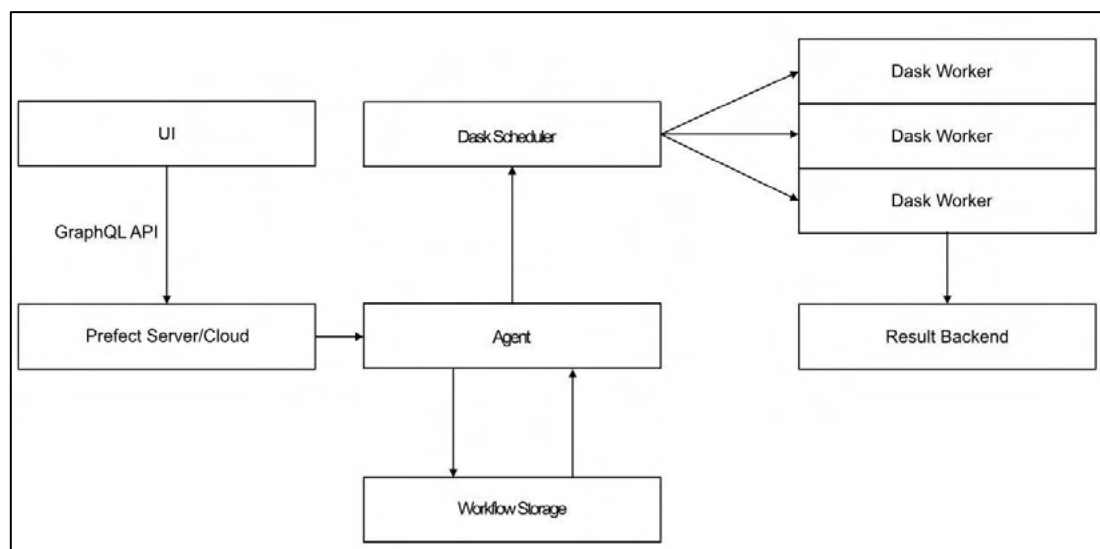 UI
Dask Scheduler
Dask Worker
Dask Worker
Dask Worker
GraphQL API
Prefect Server/Cloud
Agent
Result Backend
Workflow Storage